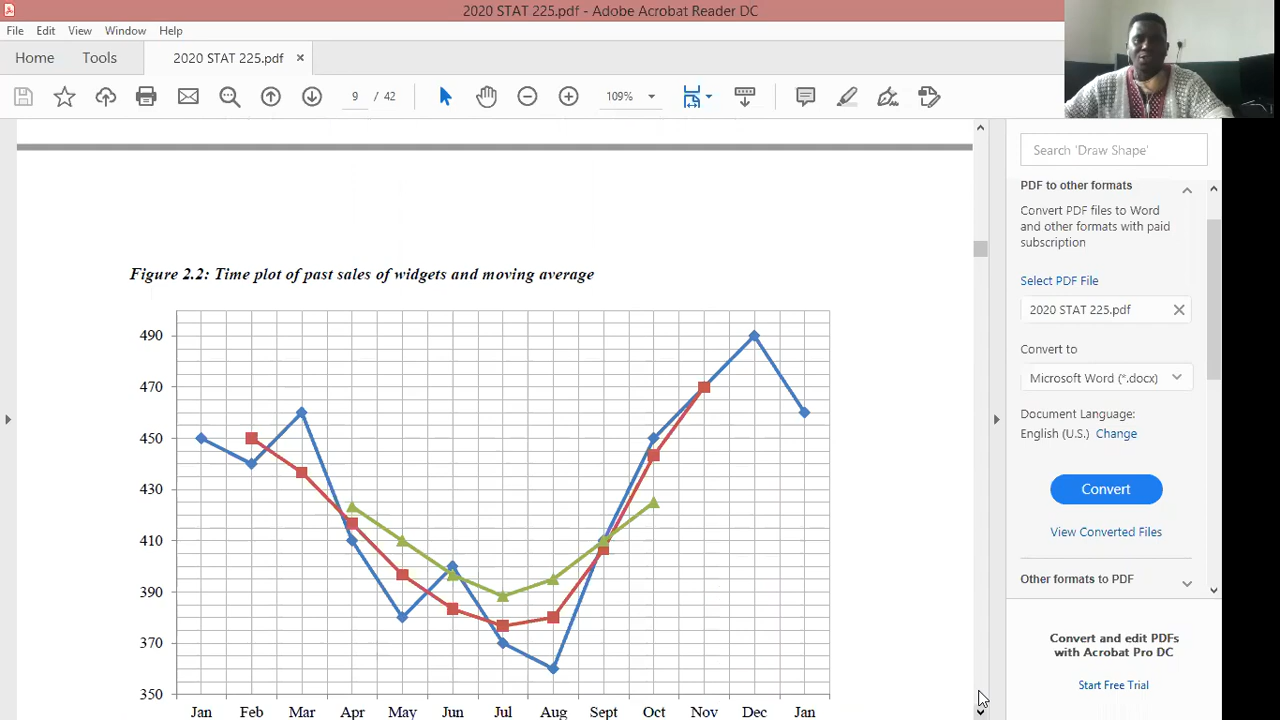 2020 STAT 225.pdf - Adobe Acrobat Reader DC
File Edit View Window Help
Home Tools 2020 STAT 225.pdf ×
9 / 42 109%
Search 'Draw Shape'
PDF to other formats
Convert PDF files to Word
and other formats with paid
subscription
Select PDF File
2020 STAT 225.pdf
Convert to
Microsoft Word (*.docx)
Document Language:
English (U.S.) Change
Convert
View Converted Files
Other formats to PDF
Convert and edit PDFs
with Acrobat Pro DC
Start Free Trial
Figure 2.2: Time plot of past sales of widgets and moving average
490
470
450
430
410
390
370
350
Jan Feb Mar Apr May Jun Jul Aug Sept Oct Nov Dec Jan